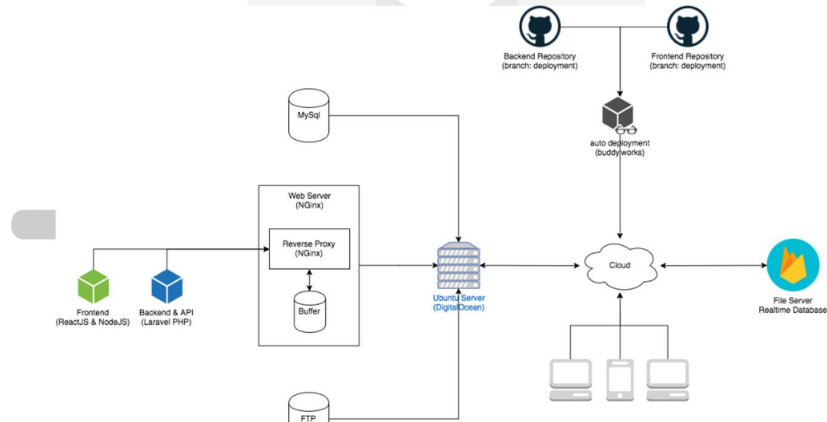 Backend Repository
(branch: deployment)
Frontend Repository
(branch: deployment)
auto deployment
(buddy works)
MySql
Web Server
(NGinx)
Reverse Proxy
(NGinx)
Buffer
Frontend
(ReactJS & NodeJS)
Backend & API
(Laravel PHP)
Ubuntu Server
(DigitalOcean)
Cloud
File Server
Realtime Database
FTP